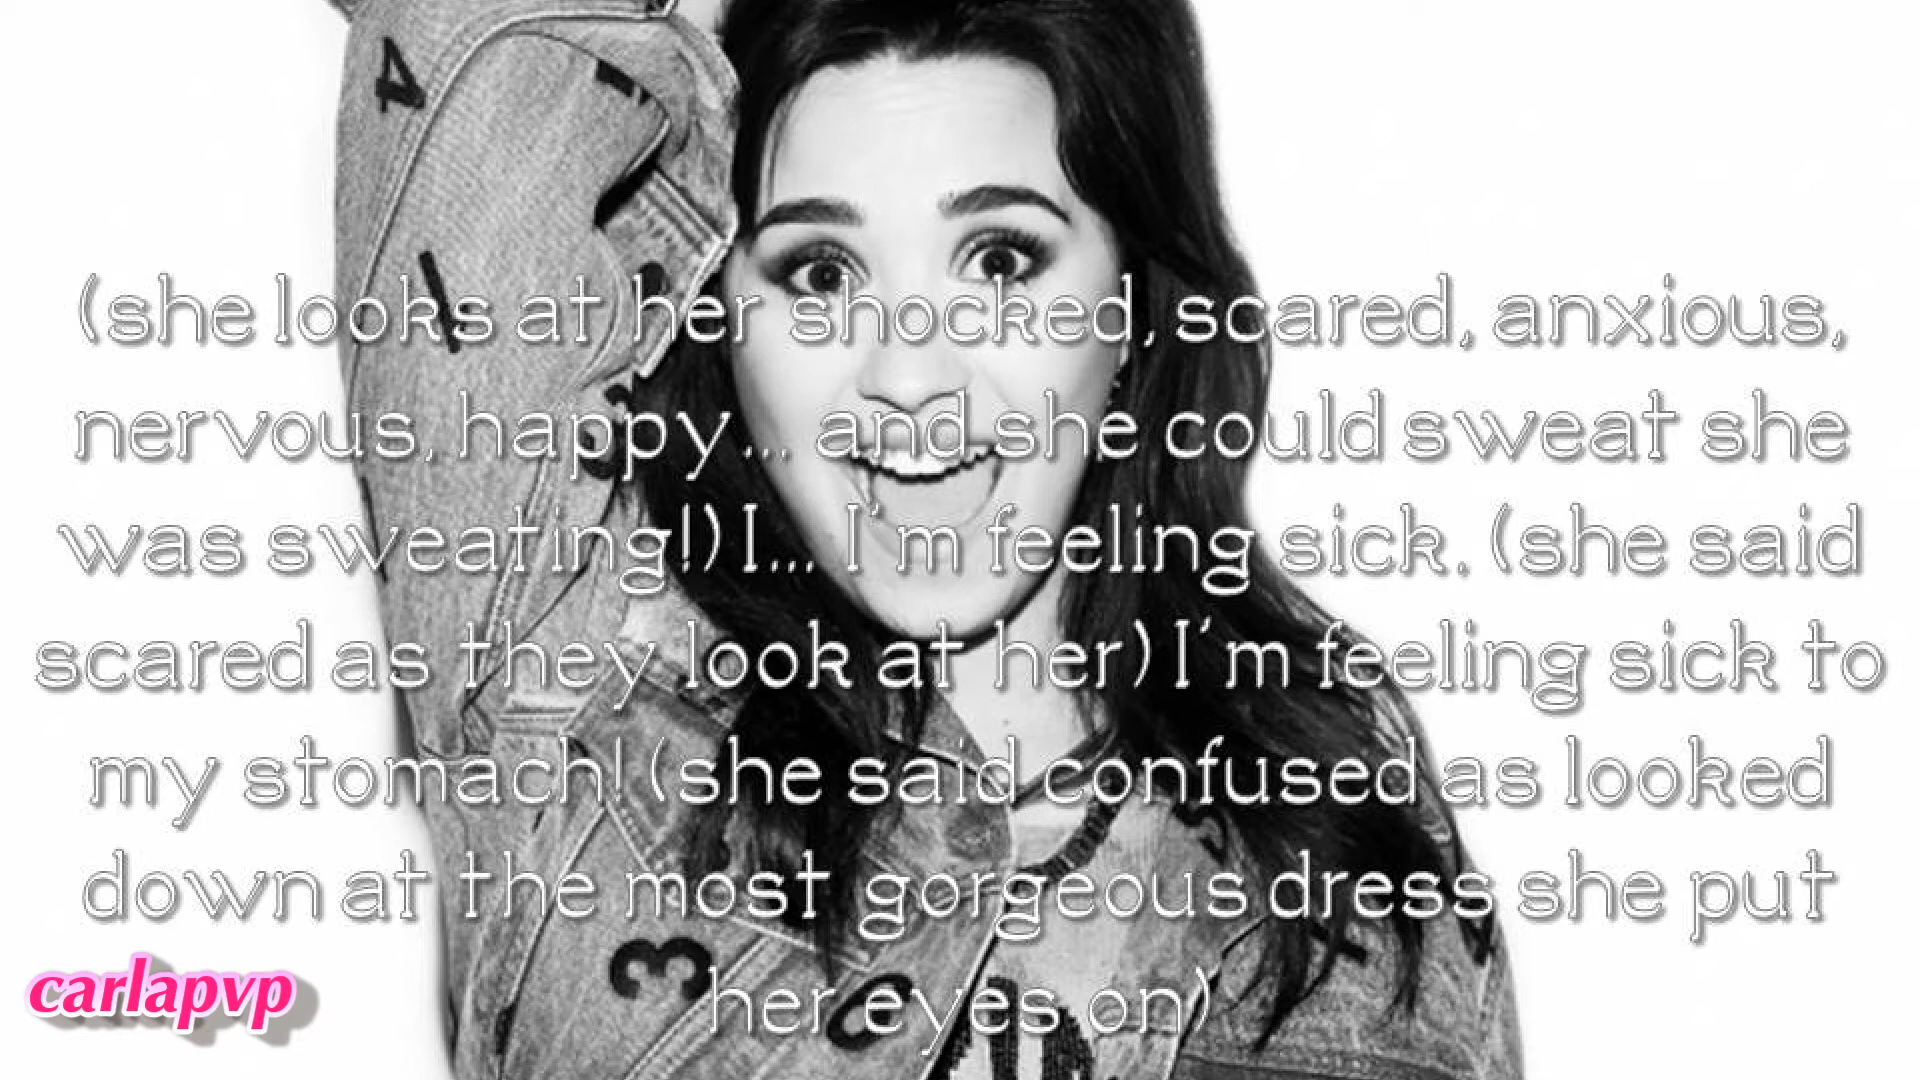 (she looks at her shocked, scared, anxious,
nervous, happy... and she could sweat she
was sweating!) I... I'm feeling sick. (she said
scared as they look at her) I'm feeling sick to
my stomach! (she said confused as looked
down at the most gorgeous dress she put
her eyes on)
carlapvp
4
3